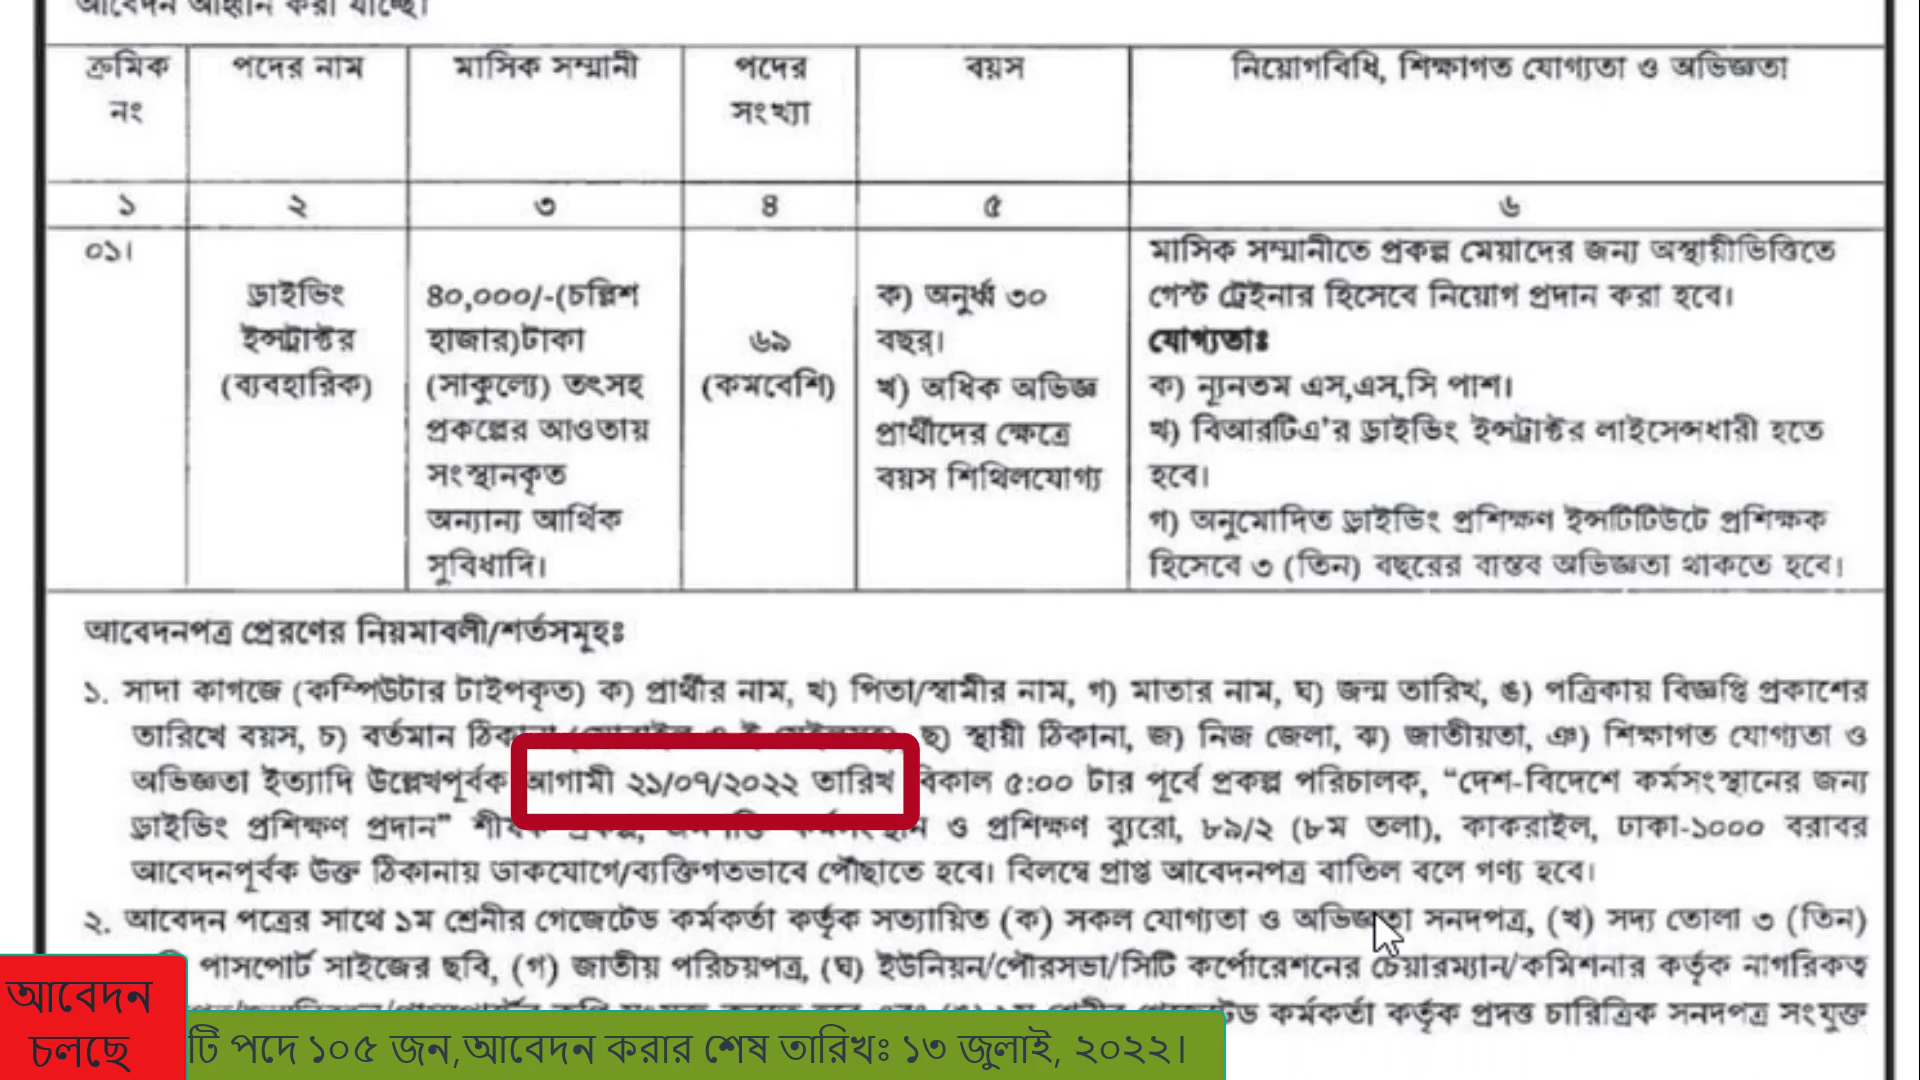 আবেদন আহ্বান করা যাচ্ছে।
ক্রমিক নং
পদের নাম
মাসিক সম্মানী
পদের সংখ্যা
বয়স
নিয়োগবিধি, শিক্ষাগত যোগ্যতা ও অভিজ্ঞতা
১ ২ ৩ ৪ ৫ ৬
০১।
ড্রাইভিং
ইন্সট্রাক্টর
(ব্যবহারিক)
৪০,০০০/-(চল্লিশ
হাজার)টাকা
(সাকুল্যে) তৎসহ
প্রকল্পের আওতায়
সংস্থানকৃত
অন্যান্য আর্থিক
সুবিধাদি।
৬৯
(কমবেশি)
ক) অনুর্ধ্ব ৩০
বছর।
খ) অধিক অভিজ্ঞ
প্রার্থীদের ক্ষেত্রে
বয়স শিথিলযোগ্য
মাসিক সম্মানীতে প্রকল্প মেয়াদের জন্য অস্থায়ীভিত্তিতে
গেস্ট ট্রেইনার হিসেবে নিয়োগ প্রদান করা হবে।
যোগ্যতাঃ
ক) ন্যূনতম এস,এস,সি পাশ।
খ) বিআরটিএ'র ড্রাইভিং ইন্সট্রাক্টর লাইসেন্সধারী হতে
হবে।
গ) অনুমোদিত ড্রাইভিং প্রশিক্ষণ ইন্সটিটিউটে প্রশিক্ষক
হিসেবে ৩ (তিন) বছরের বাস্তব অভিজ্ঞতা থাকতে হবে।
আবেদনপত্র প্রেরণের নিয়মাবলী/শর্তসমূহঃ
১. সাদা কাগজে (কম্পিউটার টাইপকৃত) ক) প্রার্থীর নাম, খ) পিতা/স্বামীর নাম, গ) মাতার নাম, ঘ) জন্ম তারিখ, ঙ) পত্রিকায় বিজ্ঞপ্তি প্রকাশের
তারিখে বয়স, চ) বর্তমান ঠিকানা ছ) স্থায়ী ঠিকানা, জ) নিজ জেলা, ঝ) জাতীয়তা, ঞ) শিক্ষাগত যোগ্যতা ও
অভিজ্ঞতা ইত্যাদি উল্লেখপূর্বক আগামী ২১/০৭/২০২২ তারিখ বিকাল ৫:০০ টার পূর্বে প্রকল্প পরিচালক, “দেশ-বিদেশে কর্মসংস্থানের জন্য
ড্রাইভিং প্রশিক্ষণ প্রদান” শীর্ষক প্রকল্প, জনশক্তি কর্মসংস্থান ও প্রশিক্ষণ ব্যুরো, ৮৯/২ (৮ম তলা), কাকরাইল, ঢাকা-১০০০ বরাবর
আবেদনপূর্বক উক্ত ঠিকানায় ডাকযোগে/ব্যক্তিগতভাবে পৌঁছাতে হবে। বিলম্বে প্রাপ্ত আবেদনপত্র বাতিল বলে গণ্য হবে।
২. আবেদন পত্রের সাথে ১ম শ্রেনীর গেজেটেড কর্মকর্তা কর্তৃক সত্যায়িত (ক) সকল যোগ্যতা ও অভিজ্ঞতা সনদপত্র, (খ) সদ্য তোলা ৩ (তিন)
পাসপোর্ট সাইজের ছবি, (গ) জাতীয় পরিচয়পত্র, (ঘ) ইউনিয়ন/পৌরসভা/সিটি কর্পোরেশনের চেয়ারম্যান/কমিশনার কর্তৃক নাগরিকত্ব
কর্মকর্তা কর্তৃক প্রদত্ত চারিত্রিক সনদপত্র সংযুক্ত
আবেদন
চলছে
টি পদে ১০৫ জন,আবেদন করার শেষ তারিখঃ ১৩ জুলাই, ২০২২।